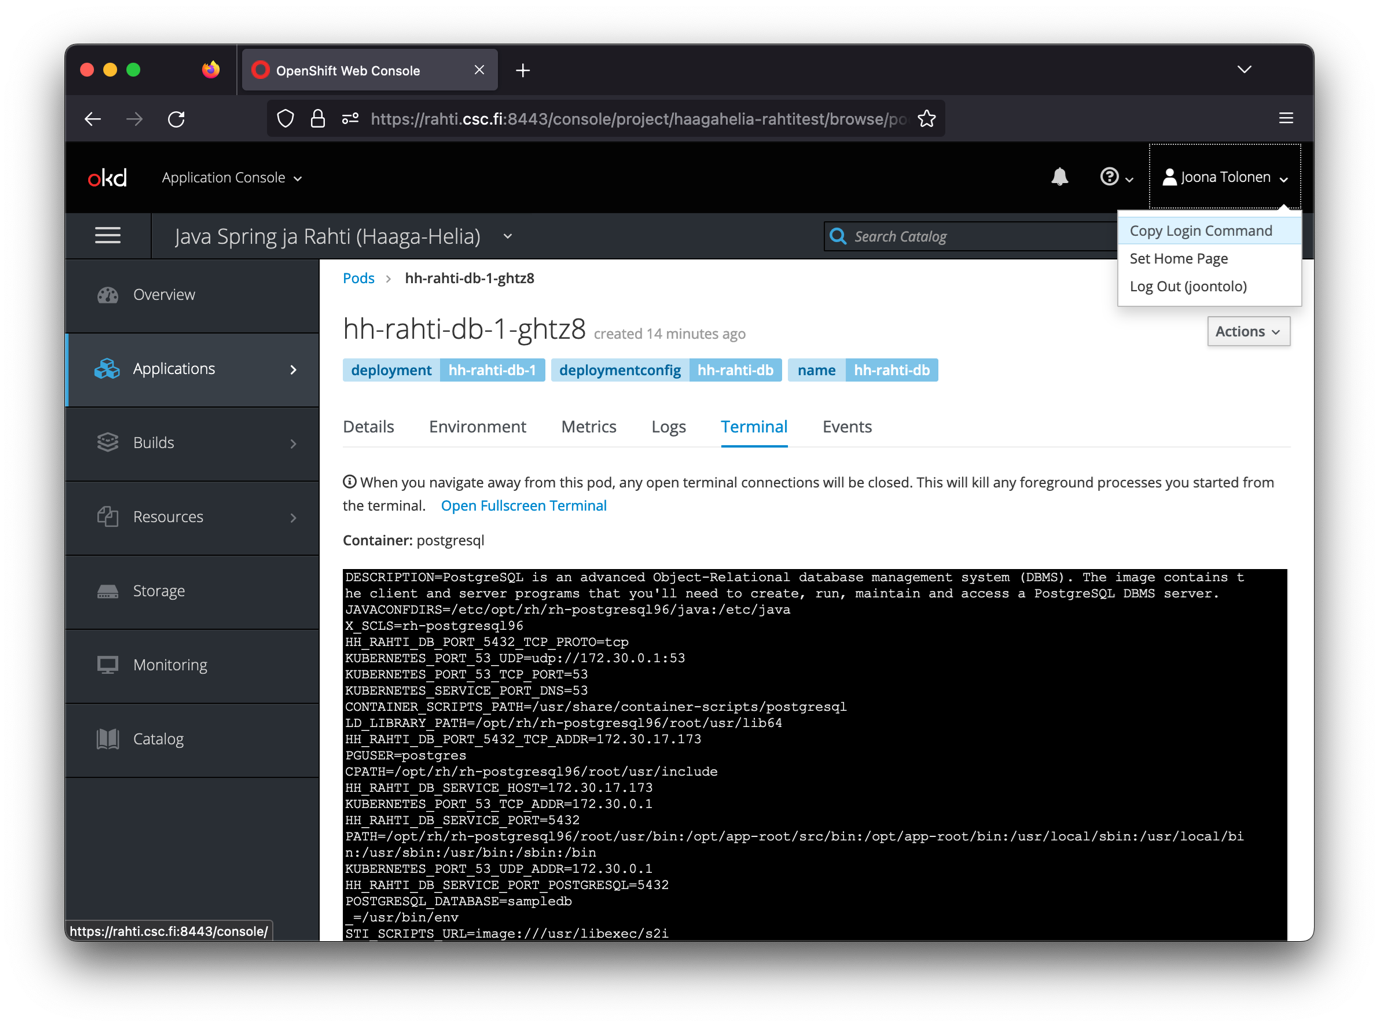 OpenShift Web Console
https://rahti.csc.fi:8443/console/project/haagahelia-rahtitest/browse/po
okd
Application Console
Joona Tolonen
Copy Login Command
Set Home Page
Log Out (joontolo)
Java Spring ja Rahti (Haaga-Helia)
Search Catalog
Overview
Applications
Builds
Resources
Storage
Monitoring
Catalog
Pods > hh-rahti-db-1-ghtz8
hh-rahti-db-1-ghtz8 created 14 minutes ago
Actions
deployment hh-rahti-db-1 deploymentconfig hh-rahti-db name hh-rahti-db
Details Environment Metrics Logs Terminal Events
When you navigate away from this pod, any open terminal connections will be closed. This will kill any foreground processes you started from
the terminal. Open Fullscreen Terminal
Container: postgresql
DESCRIPTION=PostgreSQL is an advanced Object-Relational database management system (DBMS). The image contains t
he client and server programs that you'll need to create, run, maintain and access a PostgreSQL DBMS server.
JAVACONFDIRS=/etc/opt/rh/rh-postgresql96/java:/etc/java
X_SCLS=rh-postgresql96
HH_RAHTI_DB_PORT_5432_TCP_PROTO=tcp
KUBERNETES_PORT_53_UDP=udp://172.30.0.1:53
KUBERNETES_PORT_53_TCP_PORT=53
KUBERNETES_SERVICE_PORT_DNS=53
CONTAINER_SCRIPTS_PATH=/usr/share/container-scripts/postgresql
LD_LIBRARY_PATH=/opt/rh/rh-postgresql96/root/usr/lib64
HH_RAHTI_DB_PORT_5432_TCP_ADDR=172.30.17.173
PGUSER=postgres
CPATH=/opt/rh/rh-postgresql96/root/usr/include
HH_RAHTI_DB_SERVICE_HOST=172.30.17.173
KUBERNETES_PORT_53_TCP_ADDR=172.30.0.1
HH_RAHTI_DB_SERVICE_PORT=5432
PATH=/opt/rh/rh-postgresql96/root/usr/bin:/opt/app-root/src/bin:/opt/app-root/bin:/usr/local/sbin:/usr/local/bi
n:/usr/sbin:/usr/bin:/sbin:/bin
KUBERNETES_PORT_53_UDP_ADDR=172.30.0.1
HH_RAHTI_DB_SERVICE_PORT_POSTGRESQL=5432
POSTGRESQL_DATABASE=sampledb
_=/usr/bin/env
STI_SCRIPTS_URL=image:///usr/libexec/s2i
https://rahti.csc.fi:8443/console/